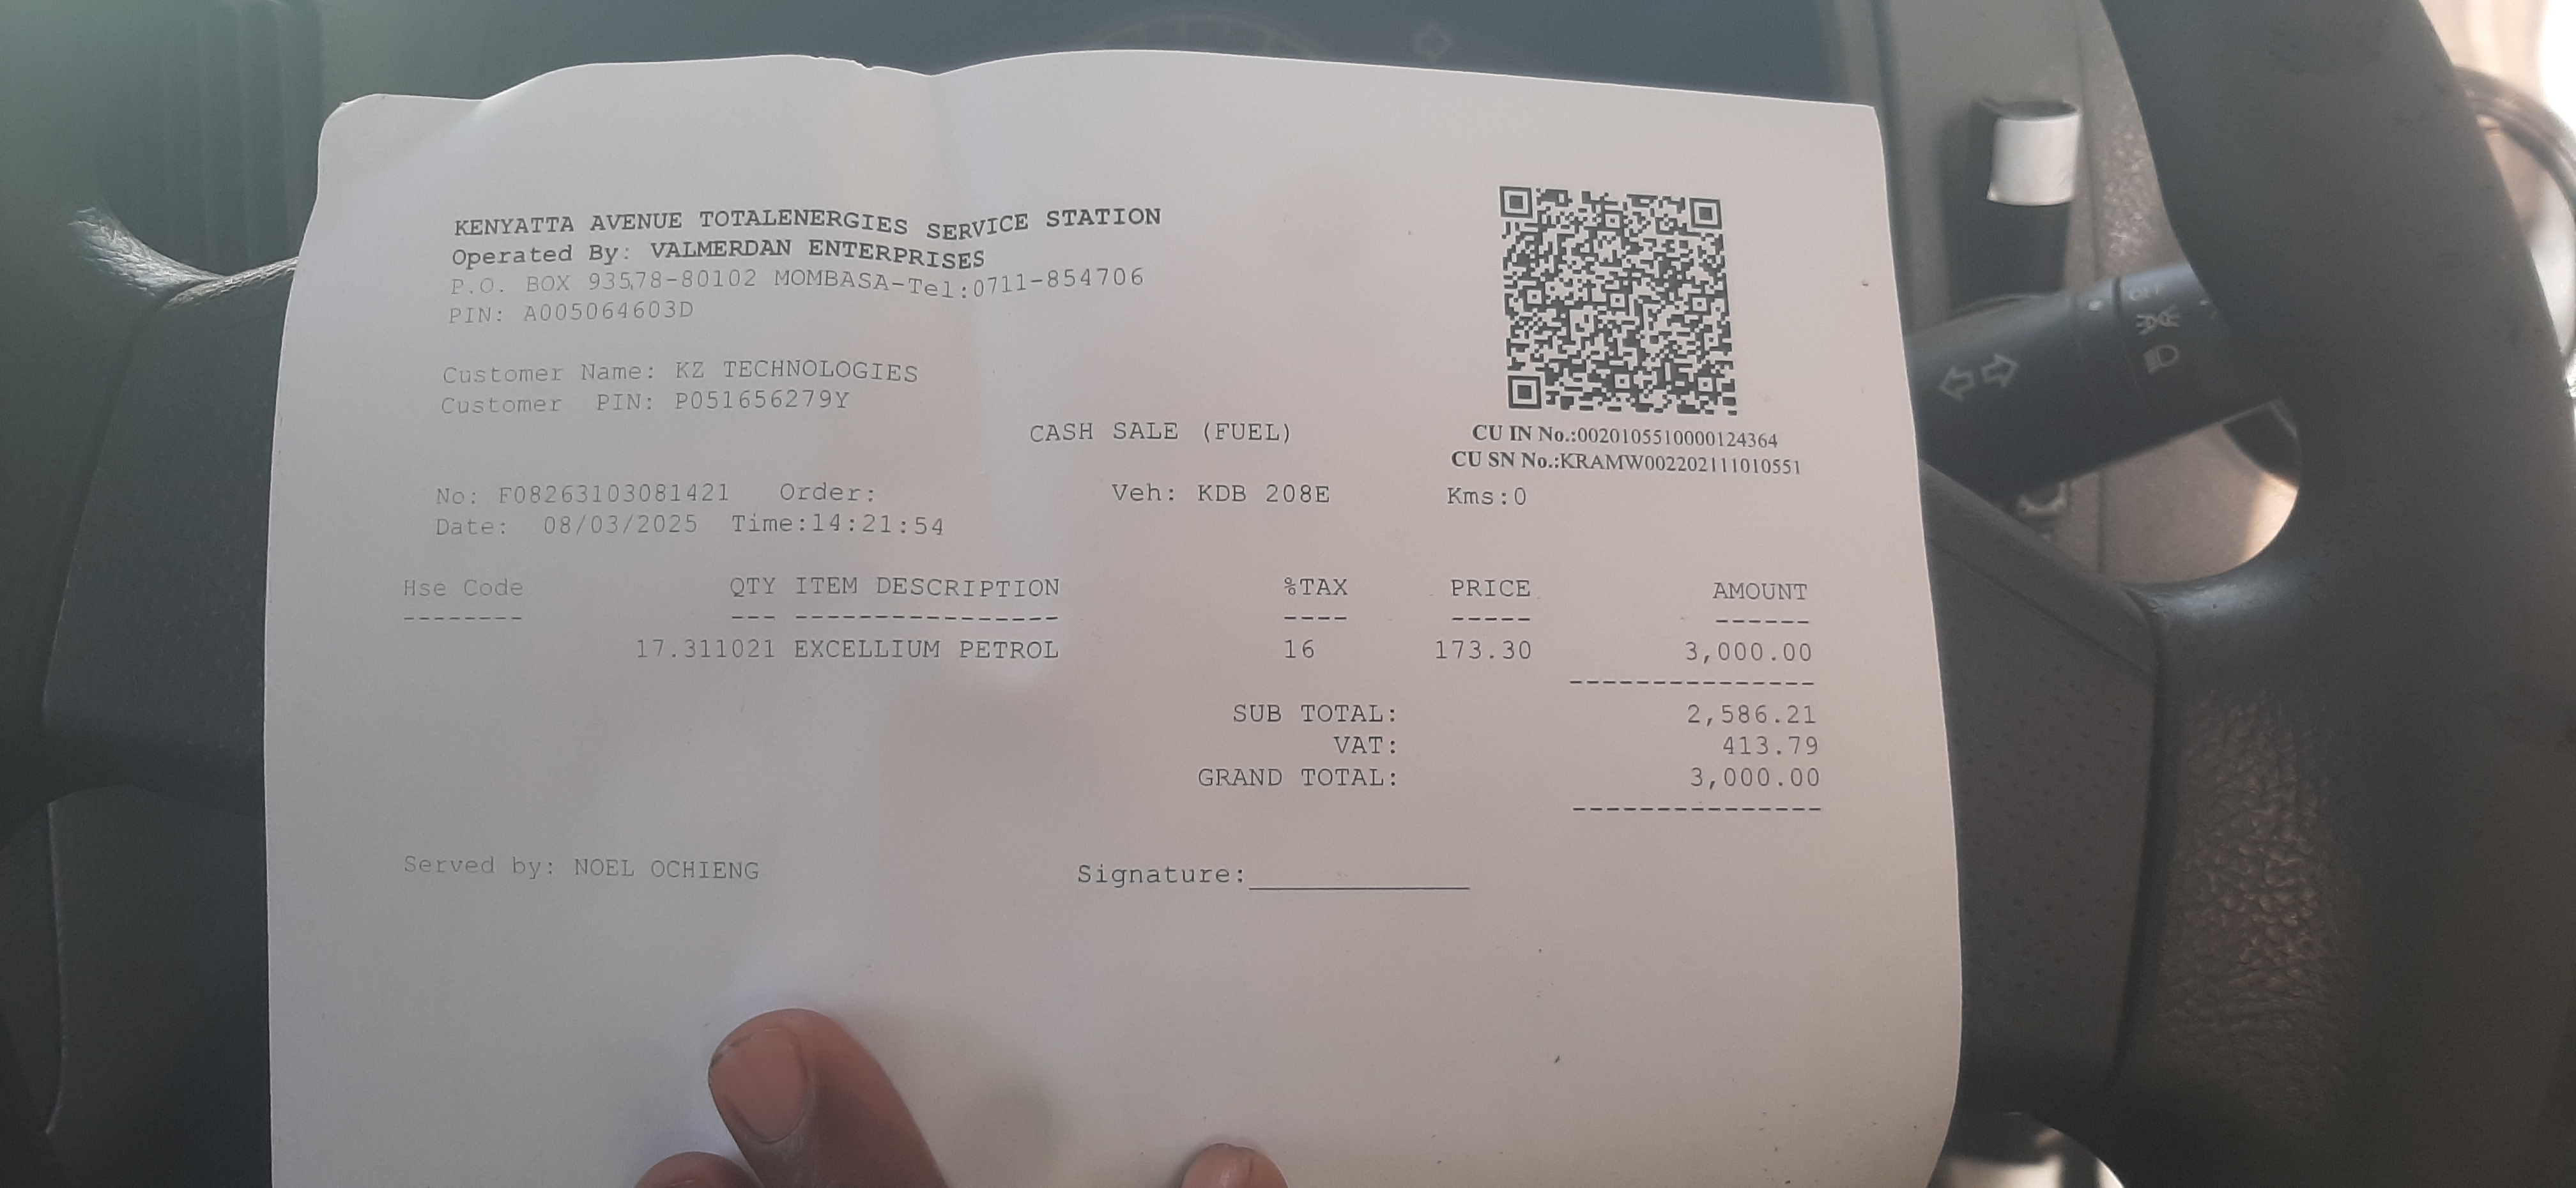 KENYATTA AVENUE TOTALENERGIES SERVICE STATION
Operated By: VALMERDAN ENTERPRISES
P.O. BOX 93578-80102 MOMBASA-Tel:0711-854706
PIN: A005064603D
Customer Name: KZ TECHNOLOGIES
Customer PIN: P051656279Y
CASH SALE (FUEL)
CU IN No.:0020105510000124364
CU SN No.:KRAMW002202111010551
No: F08263103081421 Order: Veh: KDB 208E Kms:0
Date: 08/03/2025 Time:14:21:54
Hse Code QTY ITEM DESCRIPTION %TAX PRICE AMOUNT
-------- --- ---------------- ---- ----- ------
17.311021 EXCELLIUM PETROL 16 173.30 3,000.00
---------------
SUB TOTAL: 2,586.21
VAT: 413.79
GRAND TOTAL: 3,000.00
---------------
Served by: NOEL OCHIENG Signature:______________